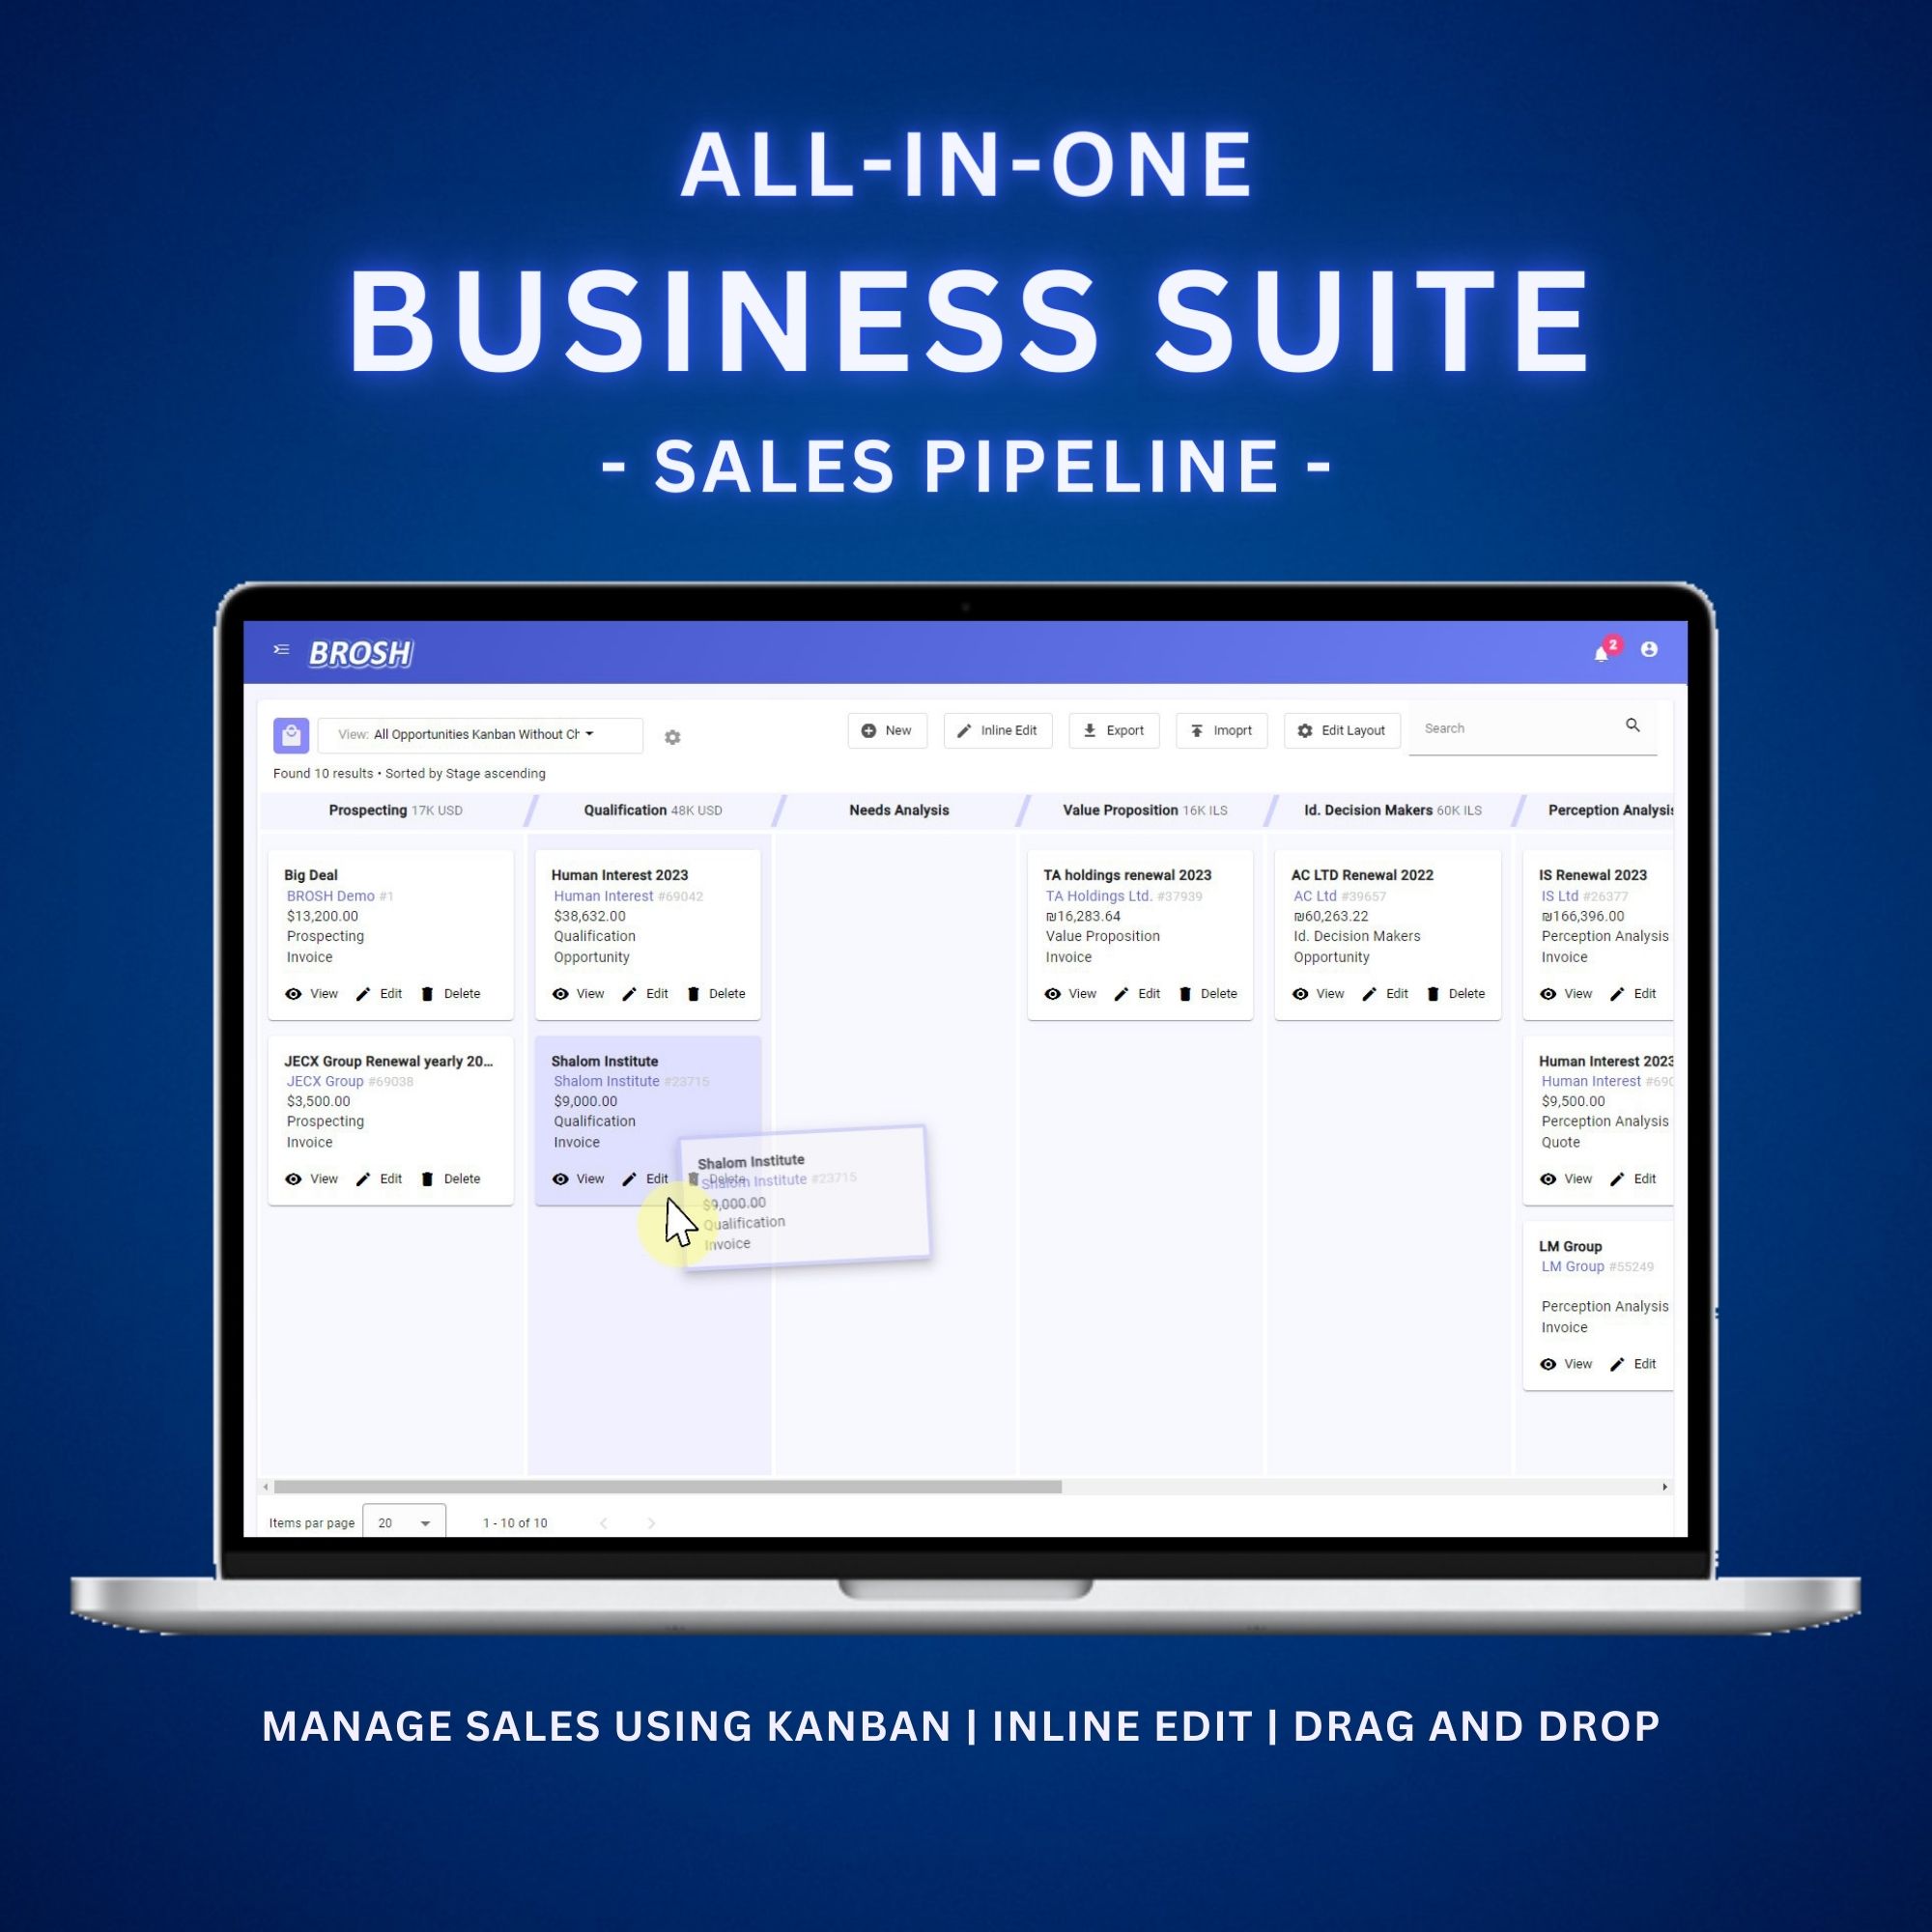 ALL-IN-ONE
BUSINESS SUITE
- SALES PIPELINE -
BROSH
2
View: All Opportunities Kanban Without Ch
New
Inline Edit
Export
Imoprt
Edit Layout
Search
Found 10 results • Sorted by Stage ascending
Prospecting 17K USD
Qualification 48K USD
Needs Analysis
Value Proposition 16K ILS
Id. Decision Makers 60K ILS
Perception Analysis
Big Deal
BROSH Demo #1
$13,200.00
Prospecting
Invoice
View Edit Delete
JECX Group Renewal yearly 20...
JECX Group #69038
$3,500.00
Prospecting
Invoice
View Edit Delete
Human Interest 2023
Human Interest #69042
$38,632.00
Qualification
Opportunity
View Edit Delete
Shalom Institute
Shalom Institute #23715
$9,000.00
Qualification
Invoice
View Edit Delete
Shalom Institute
Shalom Institute #23715
$9,000.00
Qualification
Invoice
TA holdings renewal 2023
TA Holdings Ltd. #37939
₪16,283.64
Value Proposition
Invoice
View Edit Delete
AC LTD Renewal 2022
AC Ltd #39657
₪60,263.22
Id. Decision Makers
Opportunity
View Edit Delete
IS Renewal 2023
IS Ltd #26377
₪166,396.00
Perception Analysis
Invoice
View Edit
Human Interest 2023
Human Interest #690
$9,500.00
Perception Analysis
Quote
View Edit
LM Group
LM Group #55249
Perception Analysis
Invoice
View Edit
Items par page 20 1 - 10 of 10
MANAGE SALES USING KANBAN | INLINE EDIT | DRAG AND DROP